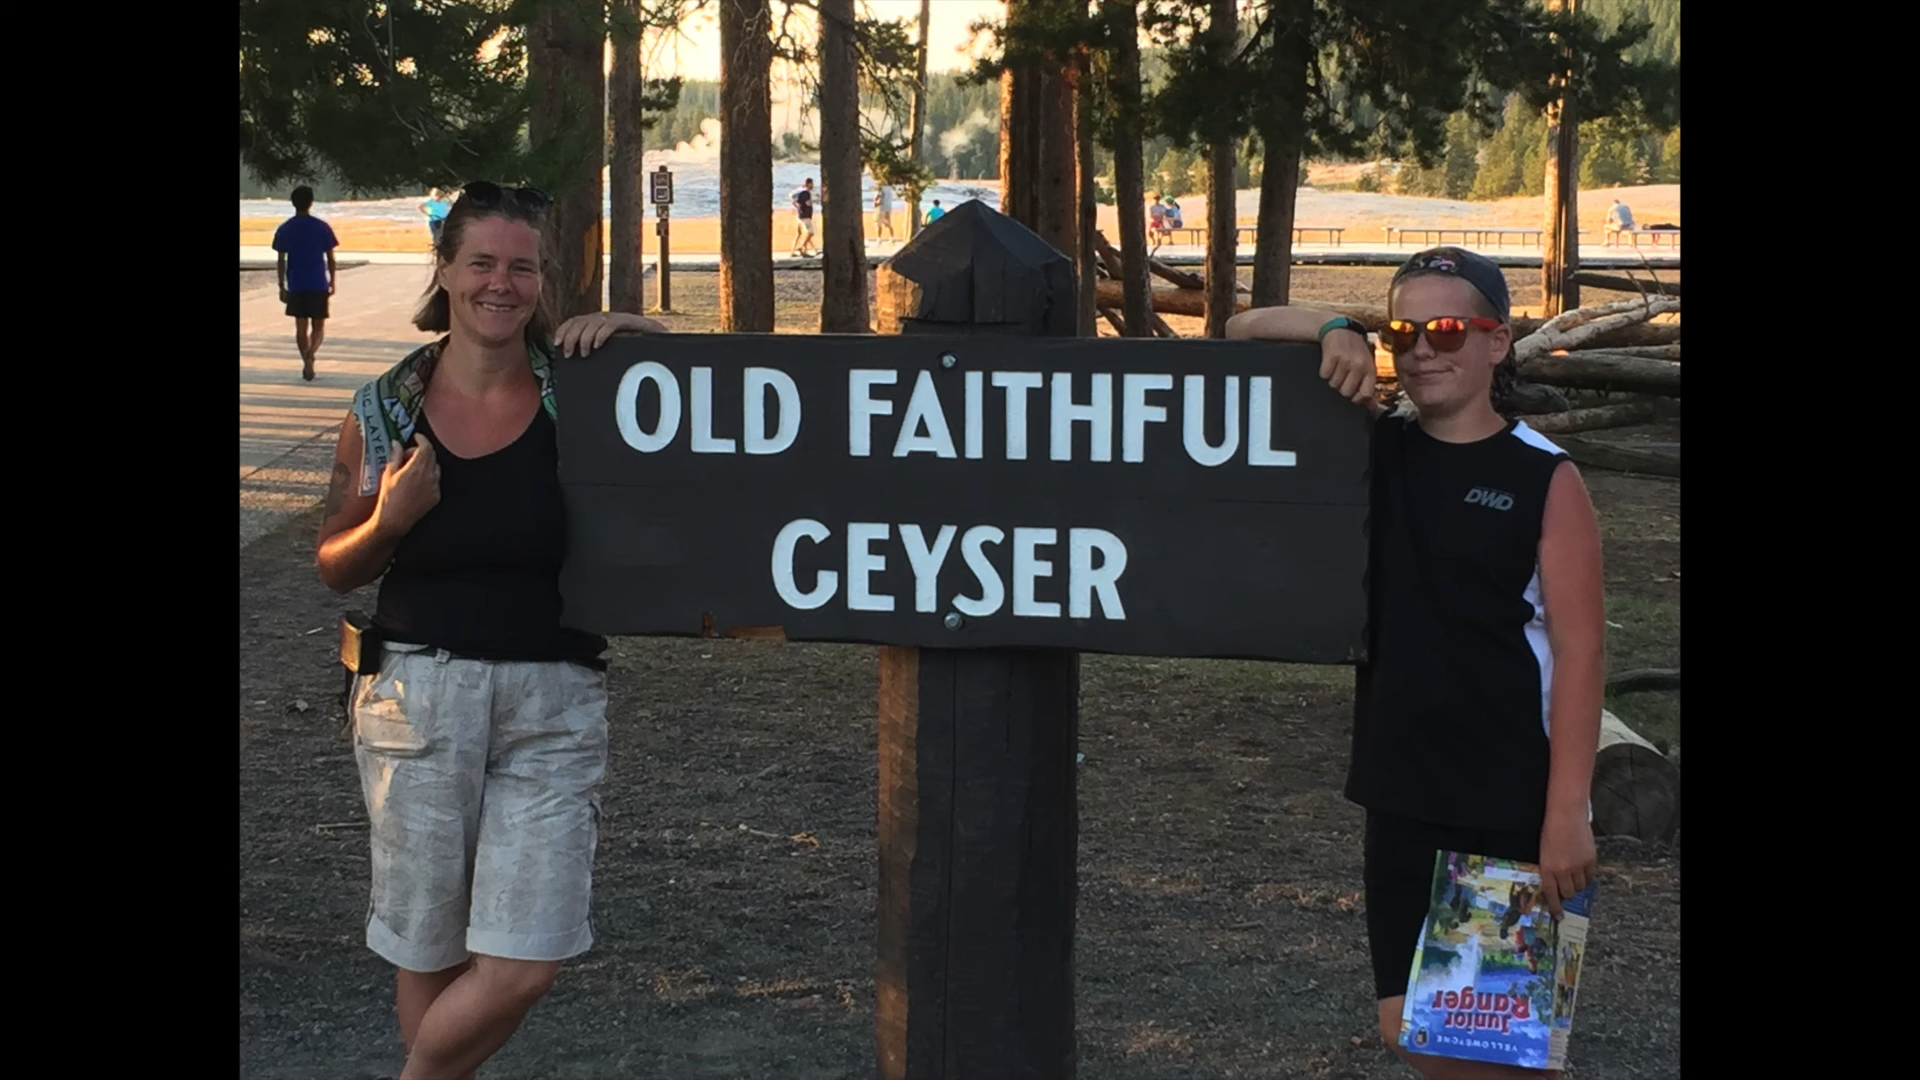 OLD FAITHFUL
GEYSER
DWD
YELLOWSTONE
Junior
Ranger